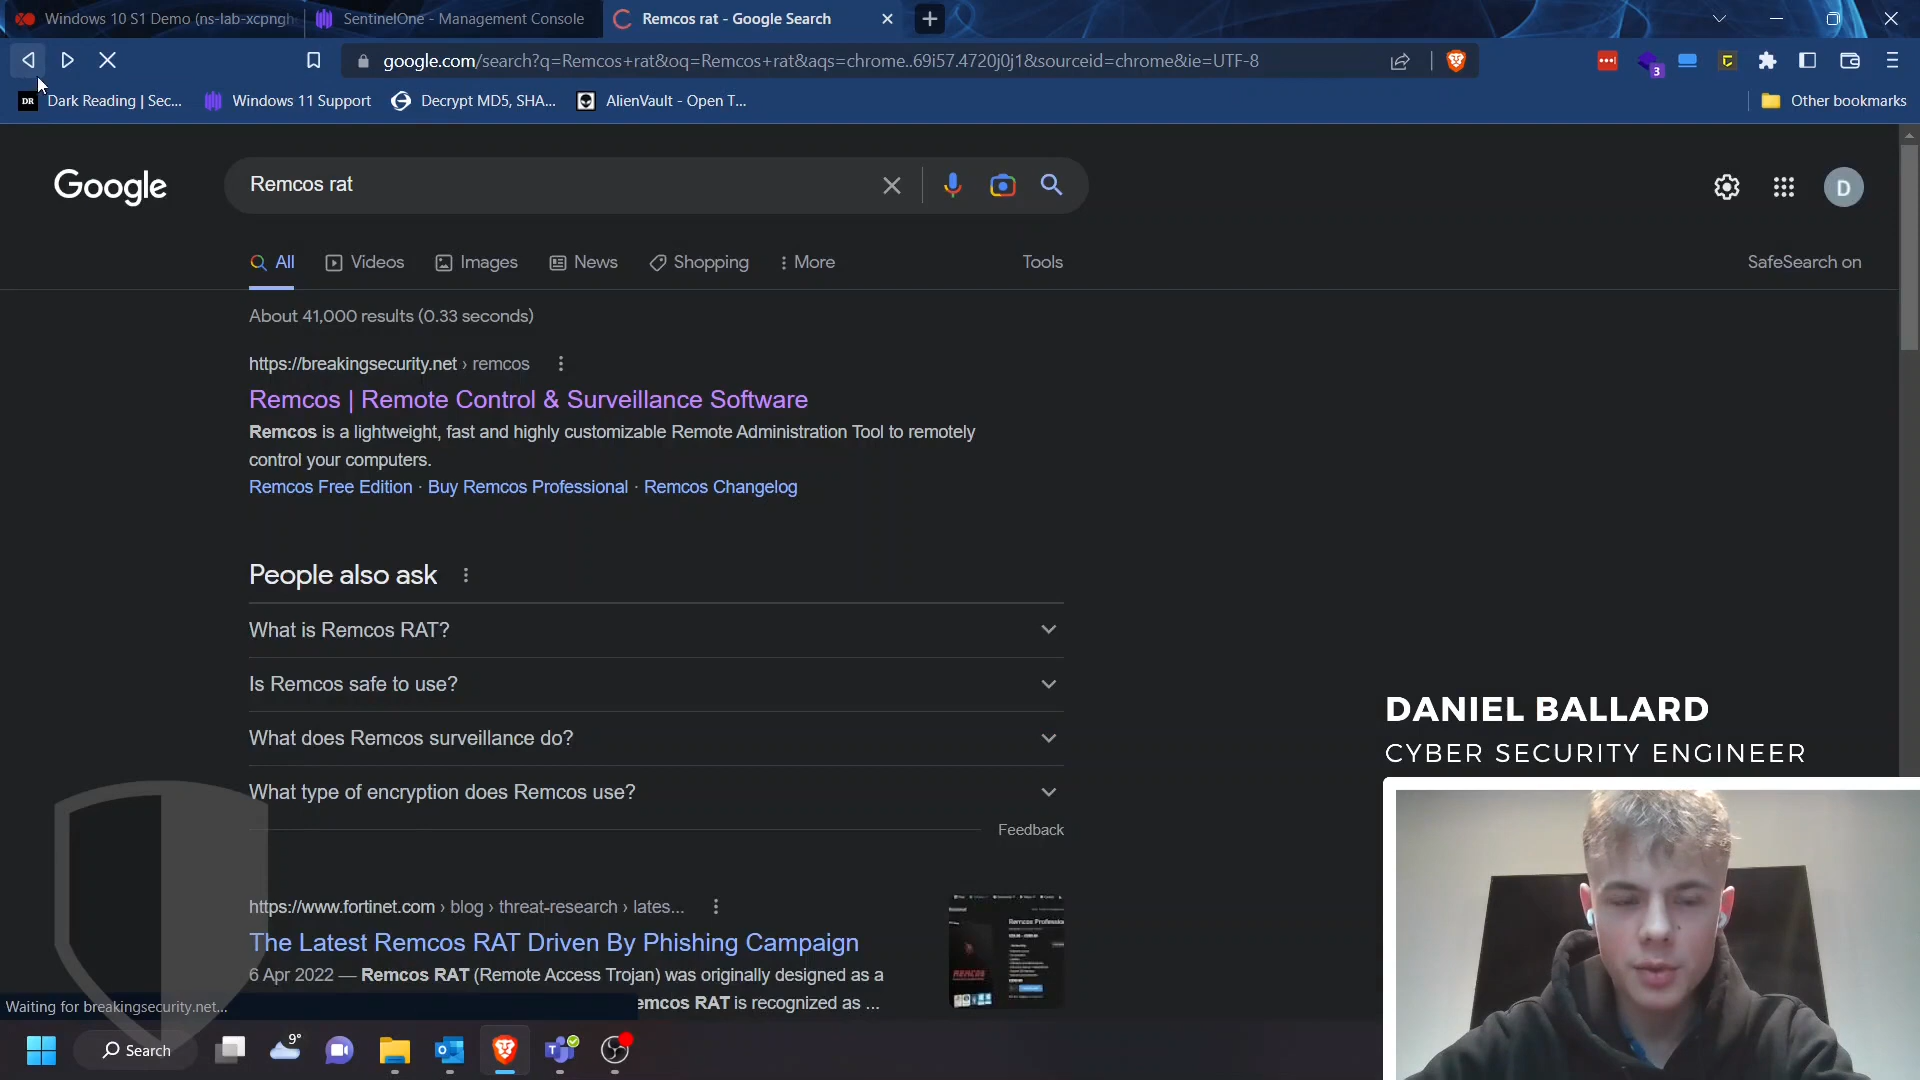 Windows 10 S1 Demo (ns-lab-xcpngh
SentinelOne - Management Console
Remcos rat - Google Search
google.com/search?q=Remcos+rat&oq=Remcos+rat&aqs=chrome..69i57.4720j0j1&sourceid=chrome&ie=UTF-8
3
DR Dark Reading | Sec...
Windows 11 Support
Decrypt MD5, SHA...
AlienVault - Open T...
Other bookmarks
Google
Remcos rat
D
All
Videos
Images
News
Shopping
More
Tools
SafeSearch on
About 41,000 results (0.33 seconds)
https://breakingsecurity.net › remcos
Remcos | Remote Control & Surveillance Software
Remcos is a lightweight, fast and highly customizable Remote Administration Tool to remotely
control your computers.
Remcos Free Edition · Buy Remcos Professional · Remcos Changelog
People also ask
What is Remcos RAT?
Is Remcos safe to use?
What does Remcos surveillance do?
What type of encryption does Remcos use?
Feedback
https://www.fortinet.com › blog › threat-research › lates...
The Latest Remcos RAT Driven By Phishing Campaign
6 Apr 2022 — Remcos RAT (Remote Access Trojan) was originally designed as a
emcos RAT is recognized as ...
Waiting for breakingsecurity.net...
DANIEL BALLARD
CYBER SECURITY ENGINEER
Search
9°